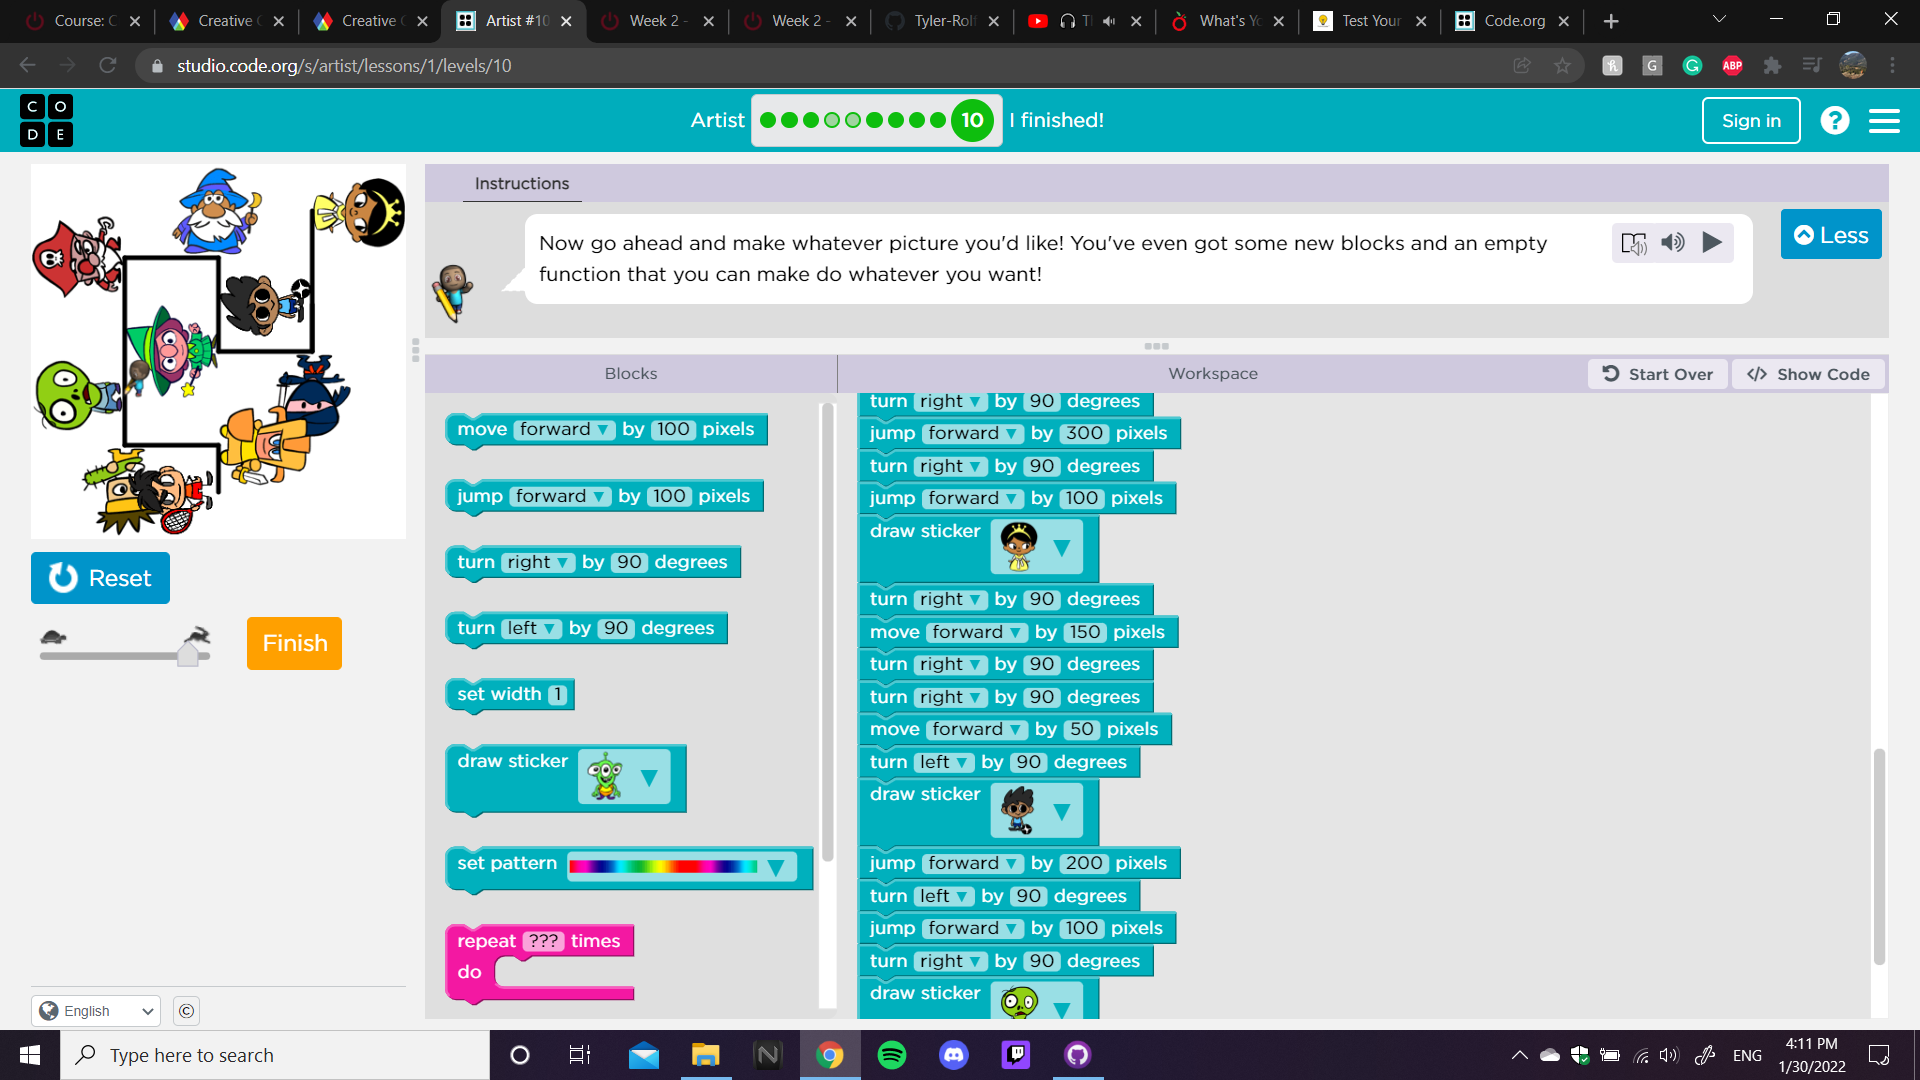 Course: C
Creative C
Creative C
Artist #10
Week 2 -
Week 2 -
Tyler-Rolf
What's Yo
Test Your
Code.org
studio.code.org/s/artist/lessons/1/levels/10
ABP
C O
D E
Artist
10
I finished!
Sign in
?
Instructions
Now go ahead and make whatever picture you'd like! You've even got some new blocks and an empty
function that you can make do whatever you want!
Less
Blocks
Workspace
Start Over
</> Show Code
move forward ▼ by 100 pixels
jump forward ▼ by 100 pixels
turn right ▼ by 90 degrees
turn left ▼ by 90 degrees
set width 1
draw sticker
set pattern
repeat ??? times
do
turn right ▼ by 90 degrees
jump forward ▼ by 300 pixels
turn right ▼ by 90 degrees
jump forward ▼ by 100 pixels
draw sticker
turn right ▼ by 90 degrees
move forward ▼ by 150 pixels
turn right ▼ by 90 degrees
turn right ▼ by 90 degrees
move forward ▼ by 50 pixels
turn left ▼ by 90 degrees
draw sticker
jump forward ▼ by 200 pixels
turn left ▼ by 90 degrees
jump forward ▼ by 100 pixels
turn right ▼ by 90 degrees
draw sticker
Reset
Finish
English
©
Type here to search
ENG
4:11 PM
1/30/2022